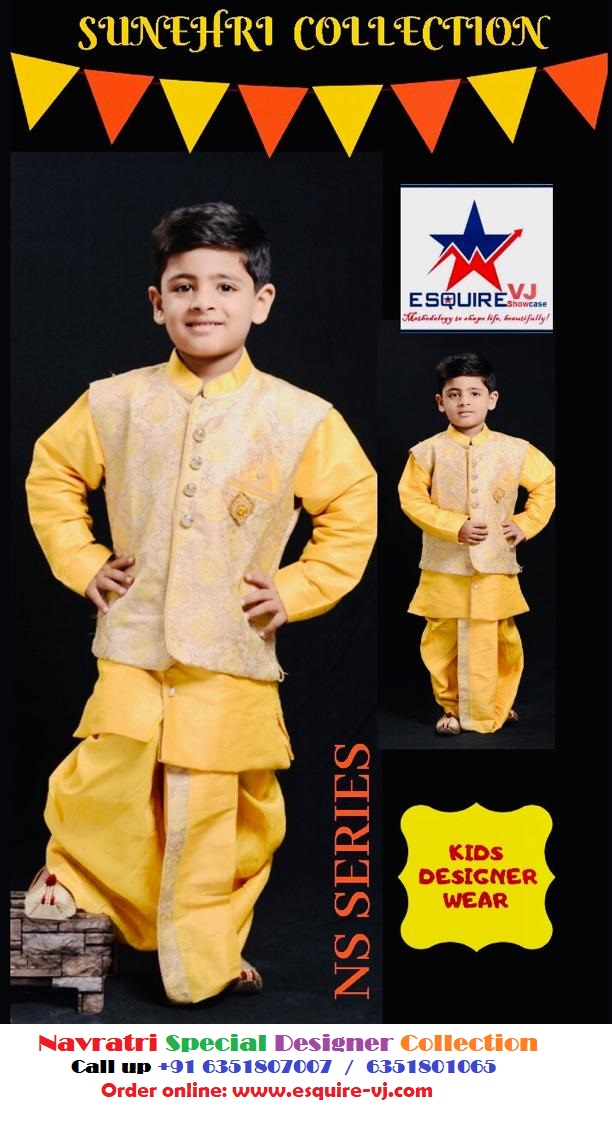 SUNEHRI COLLECTION
ESQUIRE VJ
Showcase
Methodology to shape life, beautifully!
NS SERIES
KIDS
DESIGNER
WEAR
Navratri Special Designer Collection
Call up +91 6351807007 / 6351801065
Order online: www.esquire-vj.com